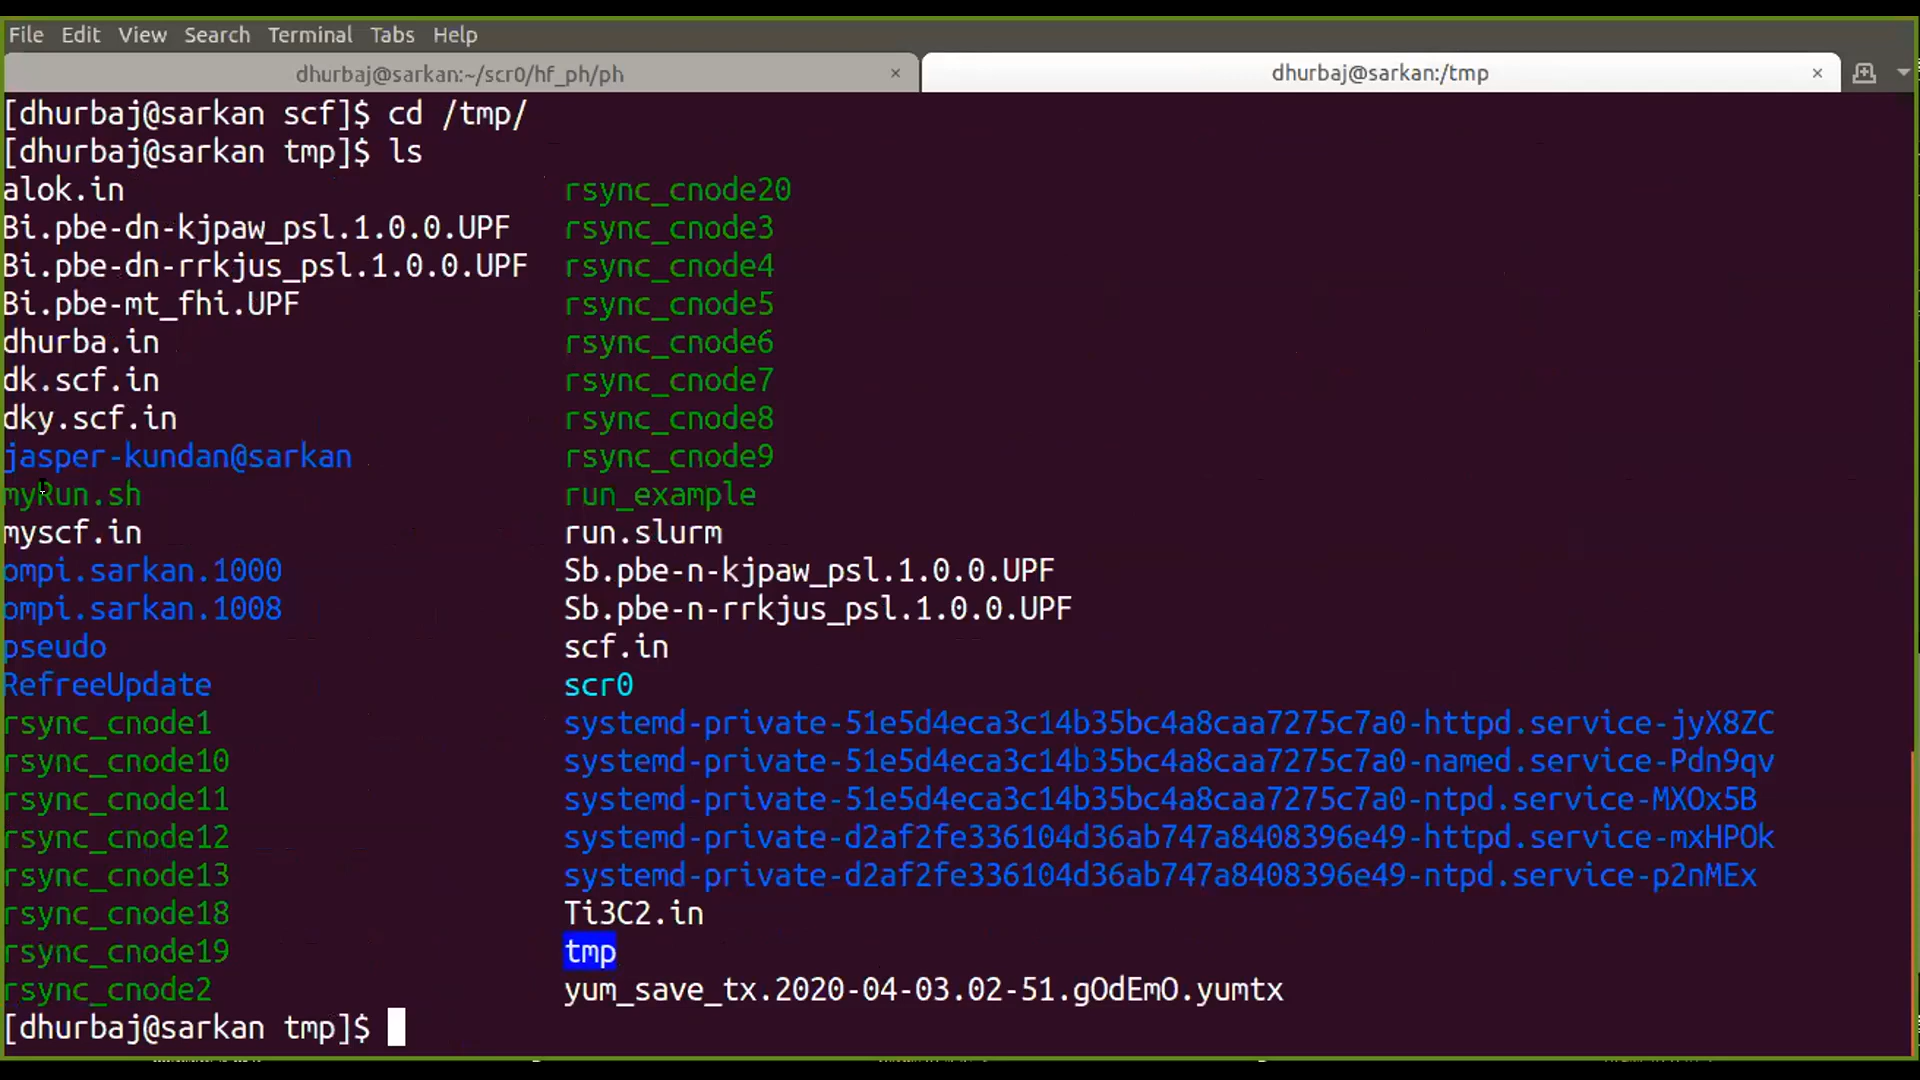 File Edit View Search Terminal Tabs Help
dhurbaj@sarkan:~/scr0/hf_ph/ph × dhurbaj@sarkan:/tmp ×
[dhurbaj@sarkan scf]$ cd /tmp/
[dhurbaj@sarkan tmp]$ ls
alok.in rsync_cnode20
Bi.pbe-dn-kjpaw_psl.1.0.0.UPF rsync_cnode3
Bi.pbe-dn-rrkjus_psl.1.0.0.UPF rsync_cnode4
Bi.pbe-mt_fhi.UPF rsync_cnode5
dhurba.in rsync_cnode6
dk.scf.in rsync_cnode7
dky.scf.in rsync_cnode8
jasper-kundan@sarkan rsync_cnode9
myRun.sh run_example
myscf.in run.slurm
ompi.sarkan.1000 Sb.pbe-n-kjpaw_psl.1.0.0.UPF
ompi.sarkan.1008 Sb.pbe-n-rrkjus_psl.1.0.0.UPF
pseudo scf.in
RefreeUpdate scr0
rsync_cnode1 systemd-private-51e5d4eca3c14b35bc4a8caa7275c7a0-httpd.service-jyX8ZC
rsync_cnode10 systemd-private-51e5d4eca3c14b35bc4a8caa7275c7a0-named.service-Pdn9qv
rsync_cnode11 systemd-private-51e5d4eca3c14b35bc4a8caa7275c7a0-ntpd.service-MXOx5B
rsync_cnode12 systemd-private-d2af2fe336104d36ab747a8408396e49-httpd.service-mxHPOk
rsync_cnode13 systemd-private-d2af2fe336104d36ab747a8408396e49-ntpd.service-p2nMEx
rsync_cnode18 Ti3C2.in
rsync_cnode19 tmp
rsync_cnode2 yum_save_tx.2020-04-03.02-51.gOdEmO.yumtx
[dhurbaj@sarkan tmp]$